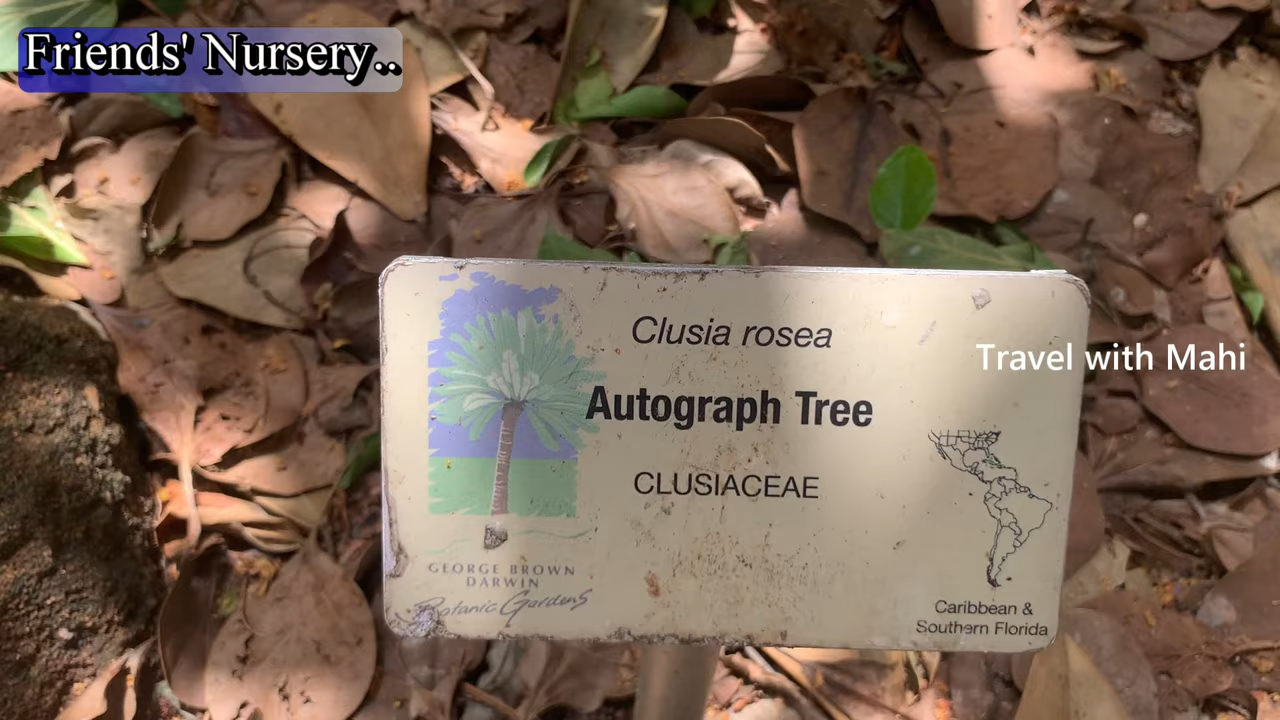 Friends' Nursery..
Clusia rosea
Travel with Mahi
Autograph Tree
CLUSIACEAE
GEORGE BROWN
DARWIN
Botanic Gardens
Caribbean &
Southern Florida